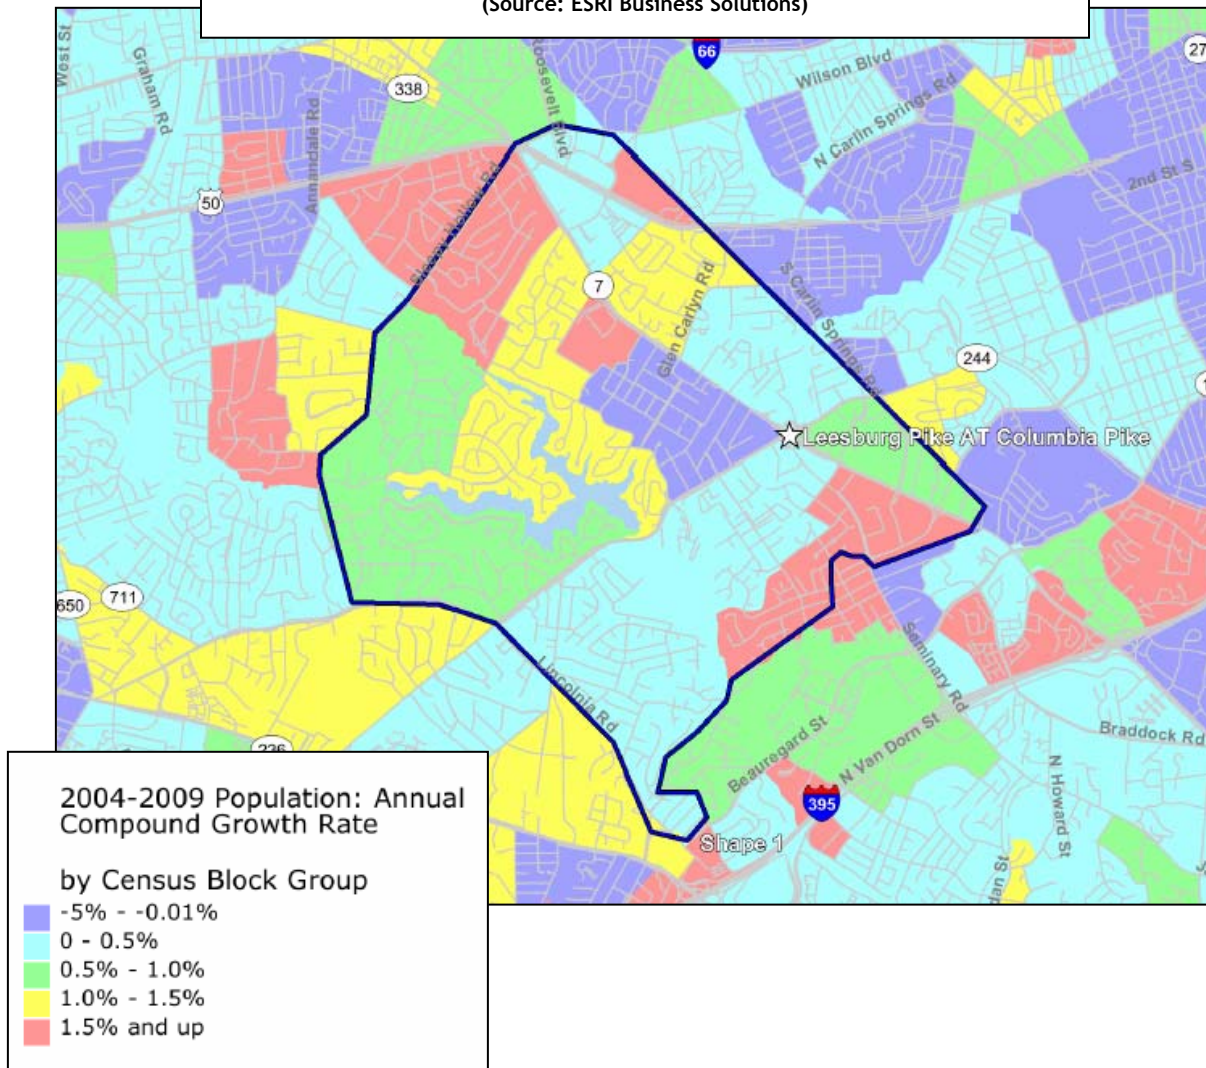 (Source: ESRI Business Solutions)
66
27
West St
Graham Rd
338
Roosevelt Blvd
Wilson Blvd
N Carlin Springs Rd
Annandale Rd
2nd St S
50
Sleepy Hollow Rd
7
Glen Carlyn Rd
S Carlin Springs Rd
244
1
Leesburg Pike AT Columbia Pike
650
711
Seminary Rd
Lincolnia Rd
Beauregard St
N Van Dorn St
Braddock Rd
N Howard St
236
395
Shape 1
dan St
2004-2009 Population: Annual
Compound Growth Rate
by Census Block Group
-5% - -0.01%
0 - 0.5%
0.5% - 1.0%
1.0% - 1.5%
1.5% and up